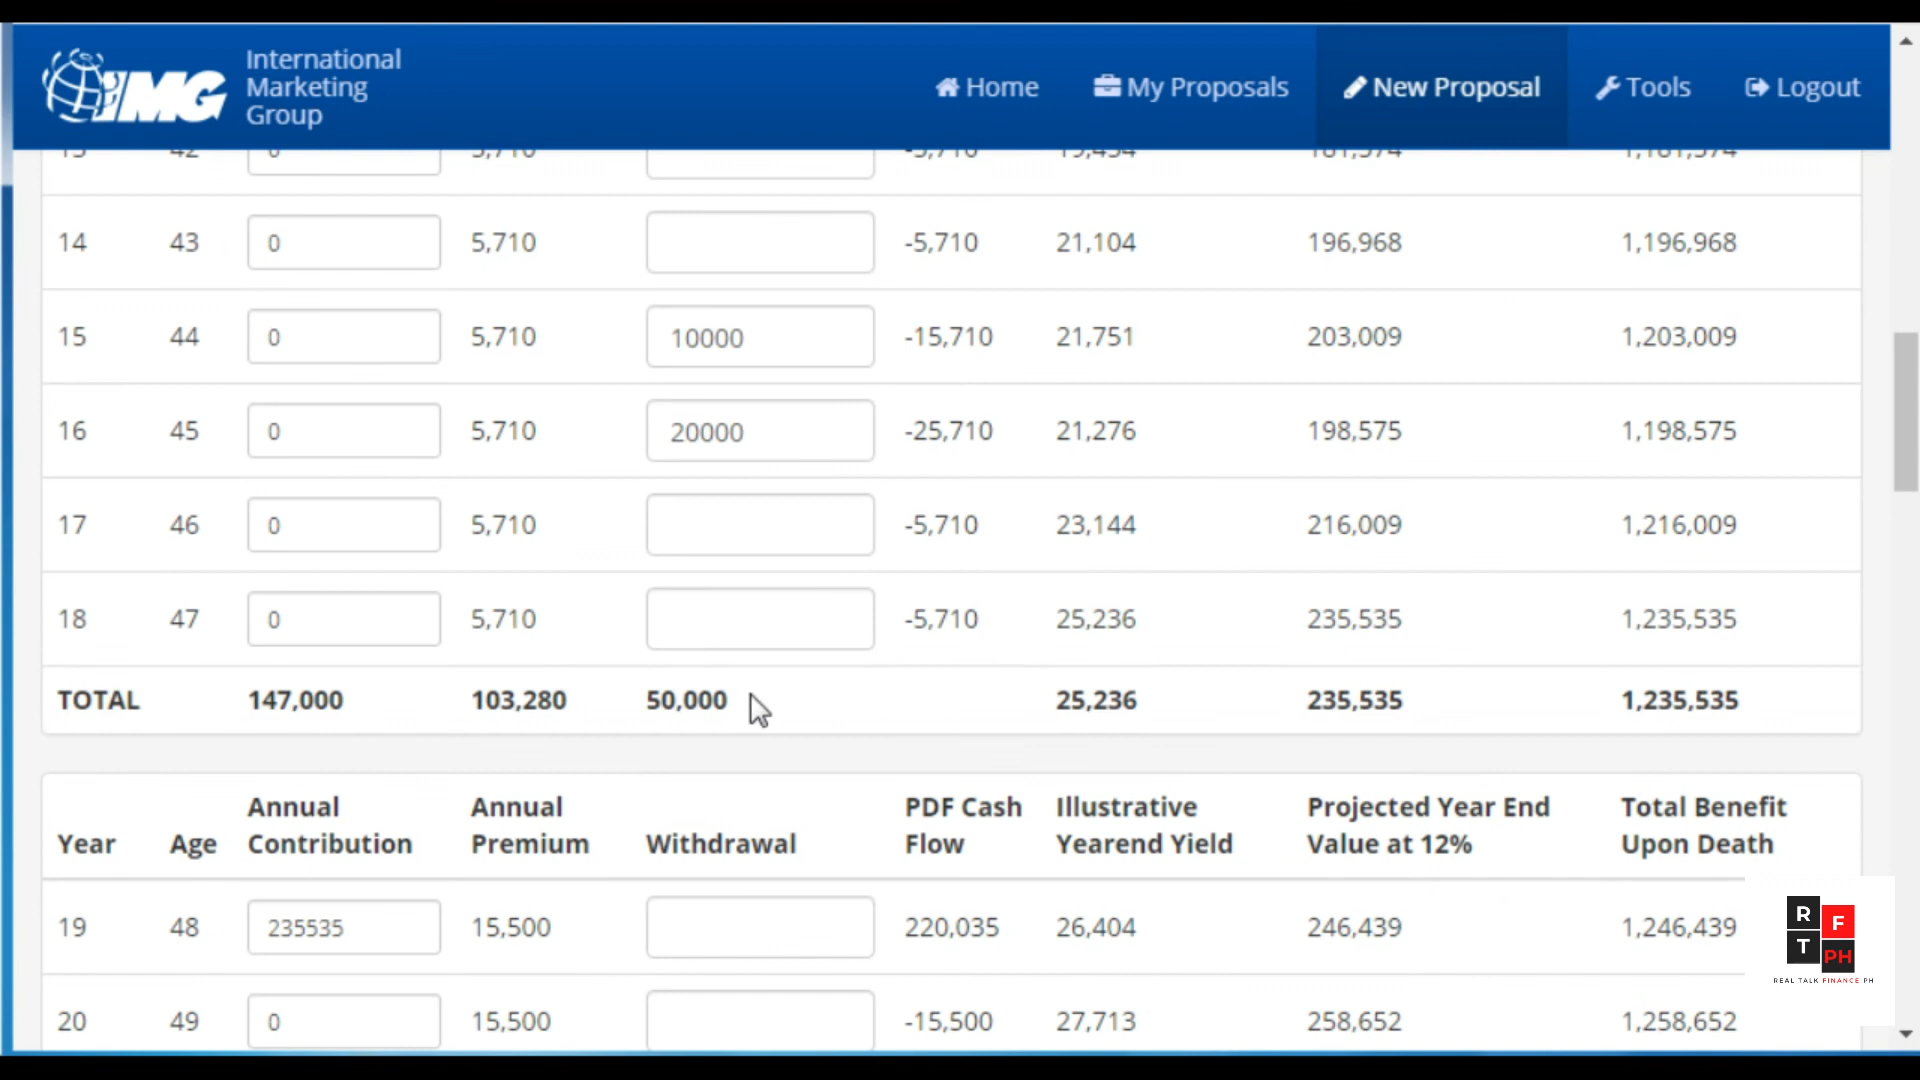 IMG International Marketing Group
Home My Proposals New Proposal Tools Logout
14 43 0 5,710 -5,710 21,104 196,968 1,196,968
15 44 0 5,710 10000 -15,710 21,751 203,009 1,203,009
16 45 0 5,710 20000 -25,710 21,276 198,575 1,198,575
17 46 0 5,710 -5,710 23,144 216,009 1,216,009
18 47 0 5,710 -5,710 25,236 235,535 1,235,535
TOTAL 147,000 103,280 50,000 25,236 235,535 1,235,535
Year Age Annual Contribution Annual Premium Withdrawal PDF Cash Flow Illustrative Yearend Yield Projected Year End Value at 12% Total Benefit Upon Death
19 48 235535 15,500 220,035 26,404 246,439 1,246,439
20 49 0 15,500 -15,500 27,713 258,652 1,258,652
R F
T PH
REAL TALK FINANCE PH